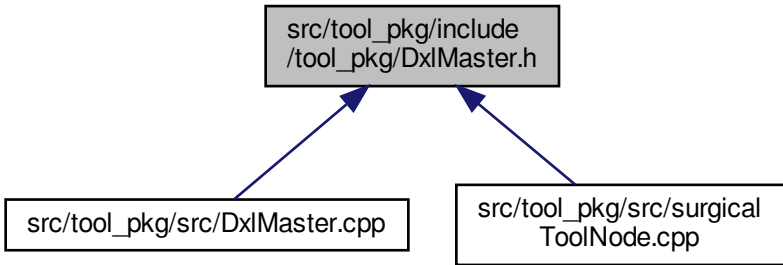 src/tool_pkg/include
/tool_pkg/DxlMaster.h
src/tool_pkg/src/DxlMaster.cpp
src/tool_pkg/src/surgical
ToolNode.cpp